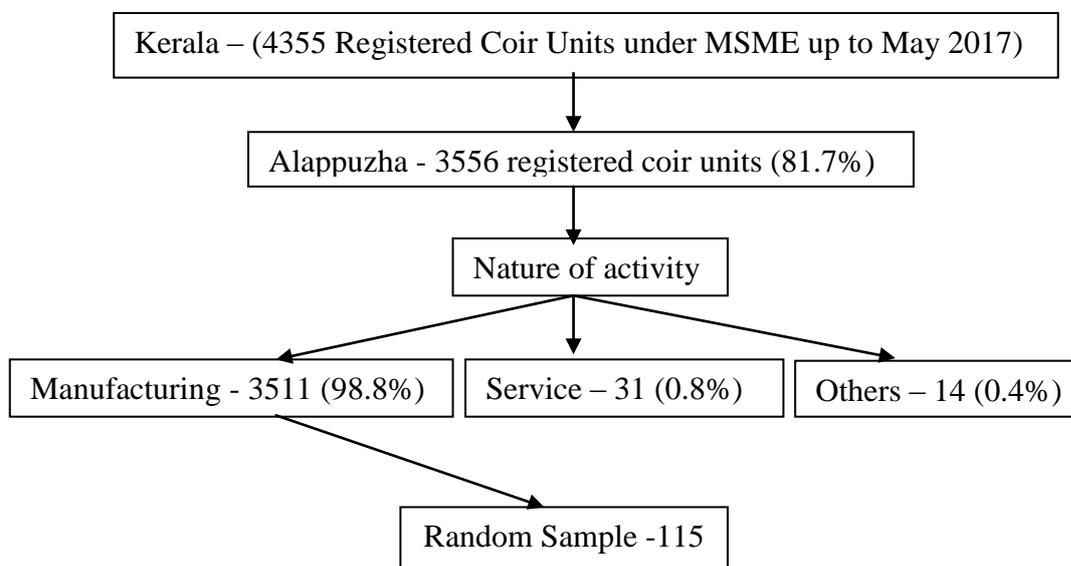 Kerala – (4355 Registered Coir Units under MSME up to May 2017)
Alappuzha - 3556 registered coir units (81.7%)
Nature of activity
Manufacturing - 3511 (98.8%)
Service – 31 (0.8%)
Others – 14 (0.4%)
Random Sample -115